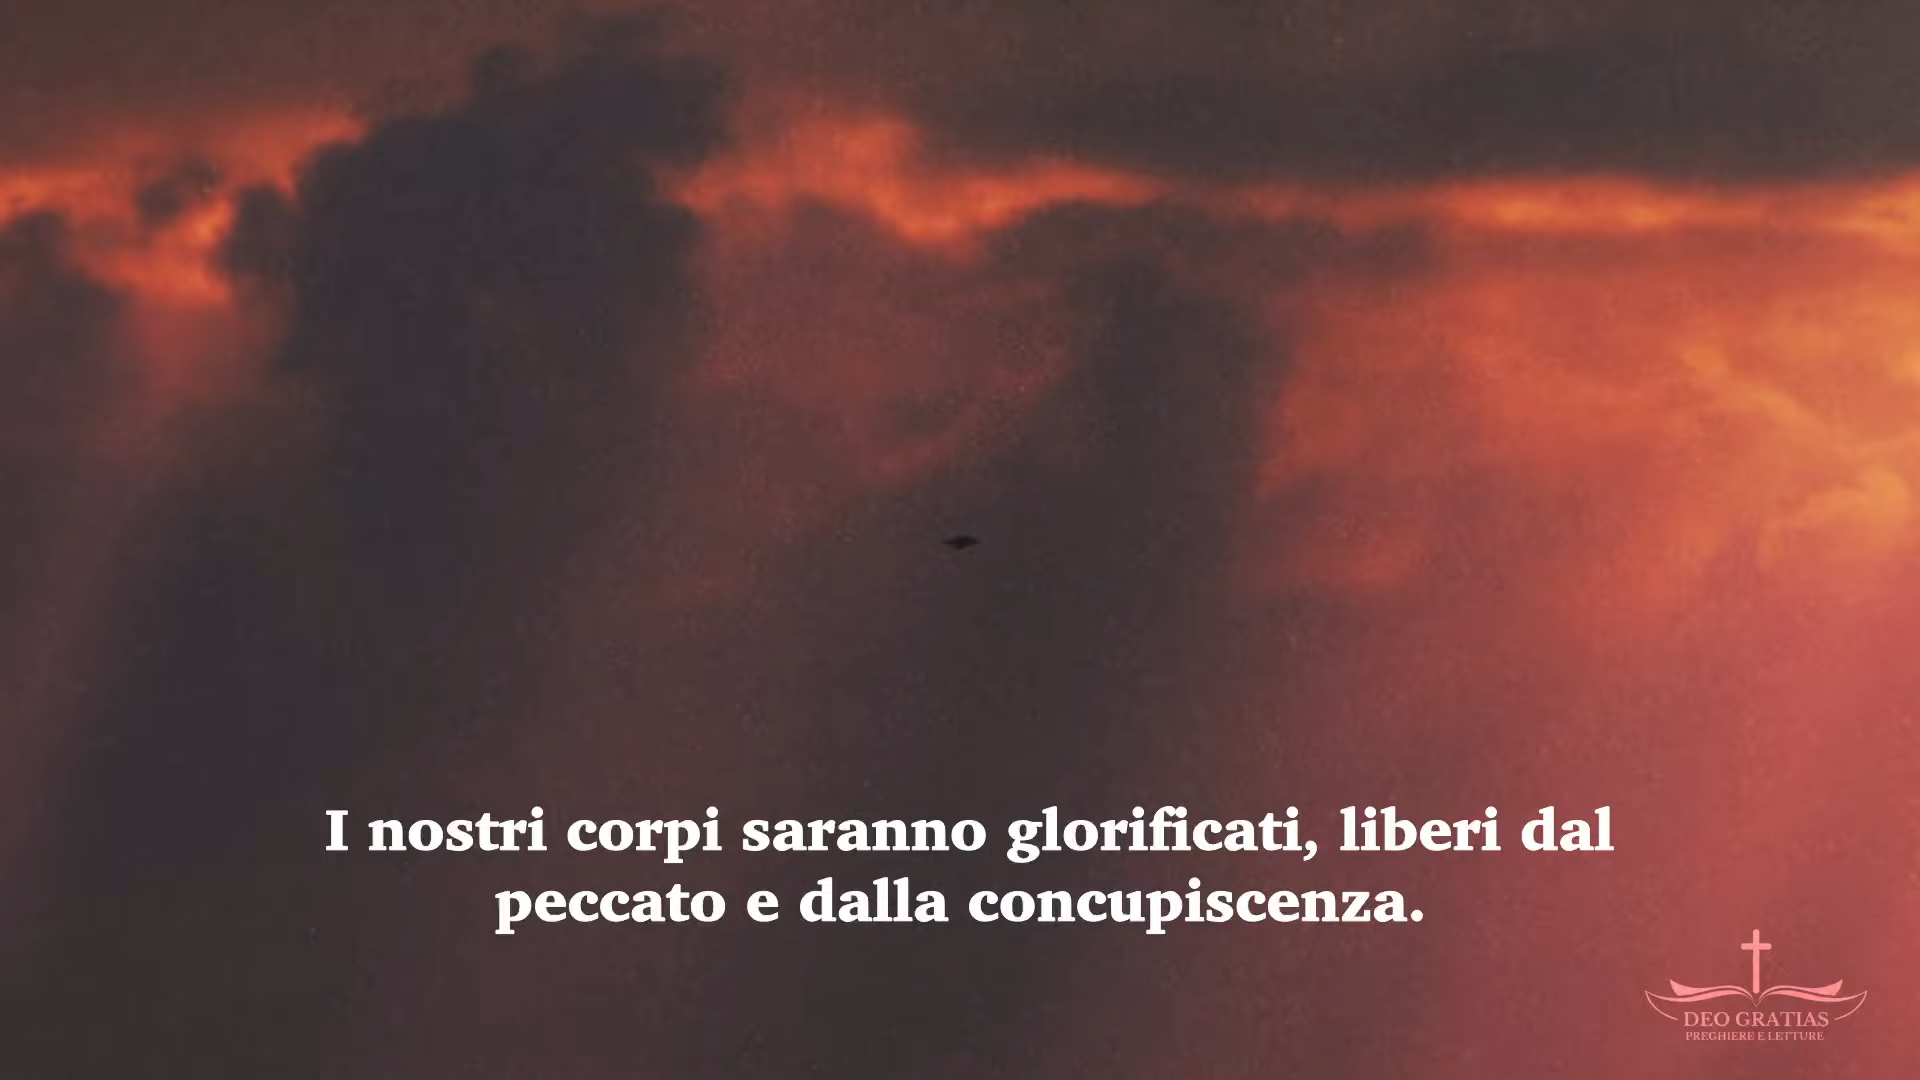 I nostri corpi saranno glorificati, liberi dal
peccato e dalla concupiscenza.
DEO GRATIAS
PREGHIERE E LETTURE